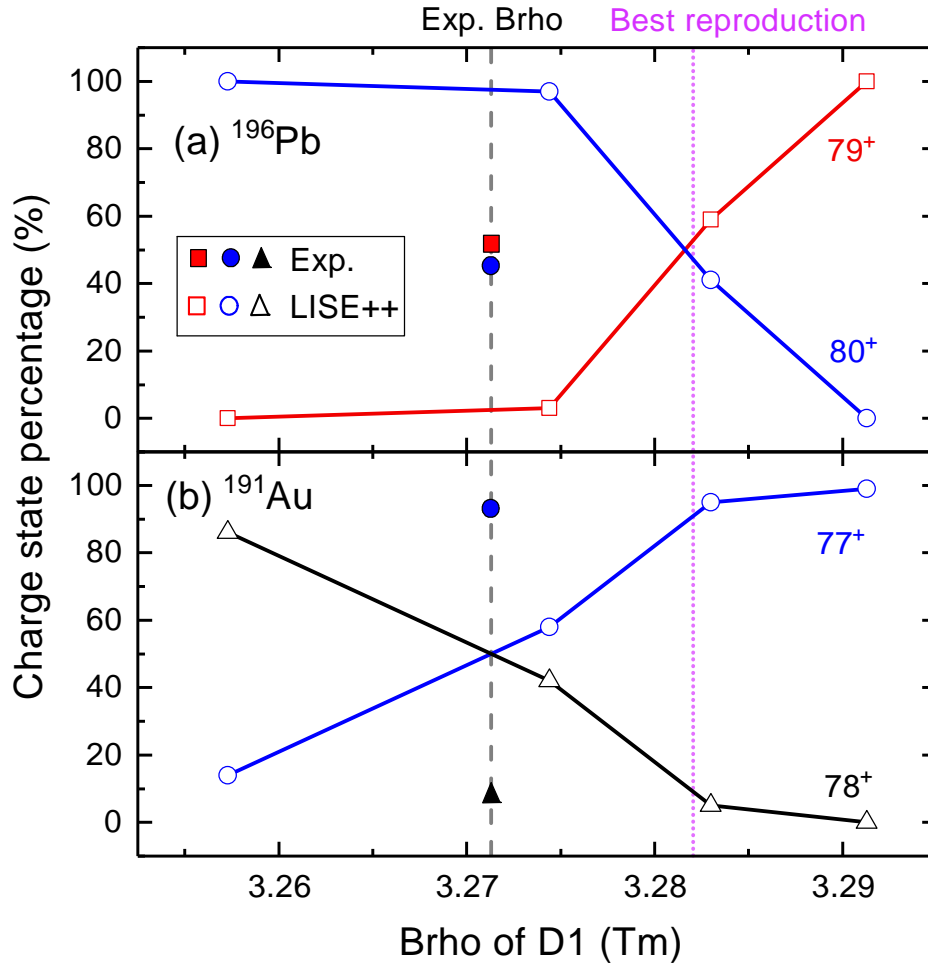 Exp. Brho Best reproduction
100
80
60
40
20
0
(a) ¹⁹⁶Pb
79⁺
Exp.
LISE++
80⁺
100
80
60
40
20
0
(b) ¹⁹¹Au
77⁺
78⁺
3.26 3.27 3.28 3.29
Brho of D1 (Tm)
Charge state percentage (%)